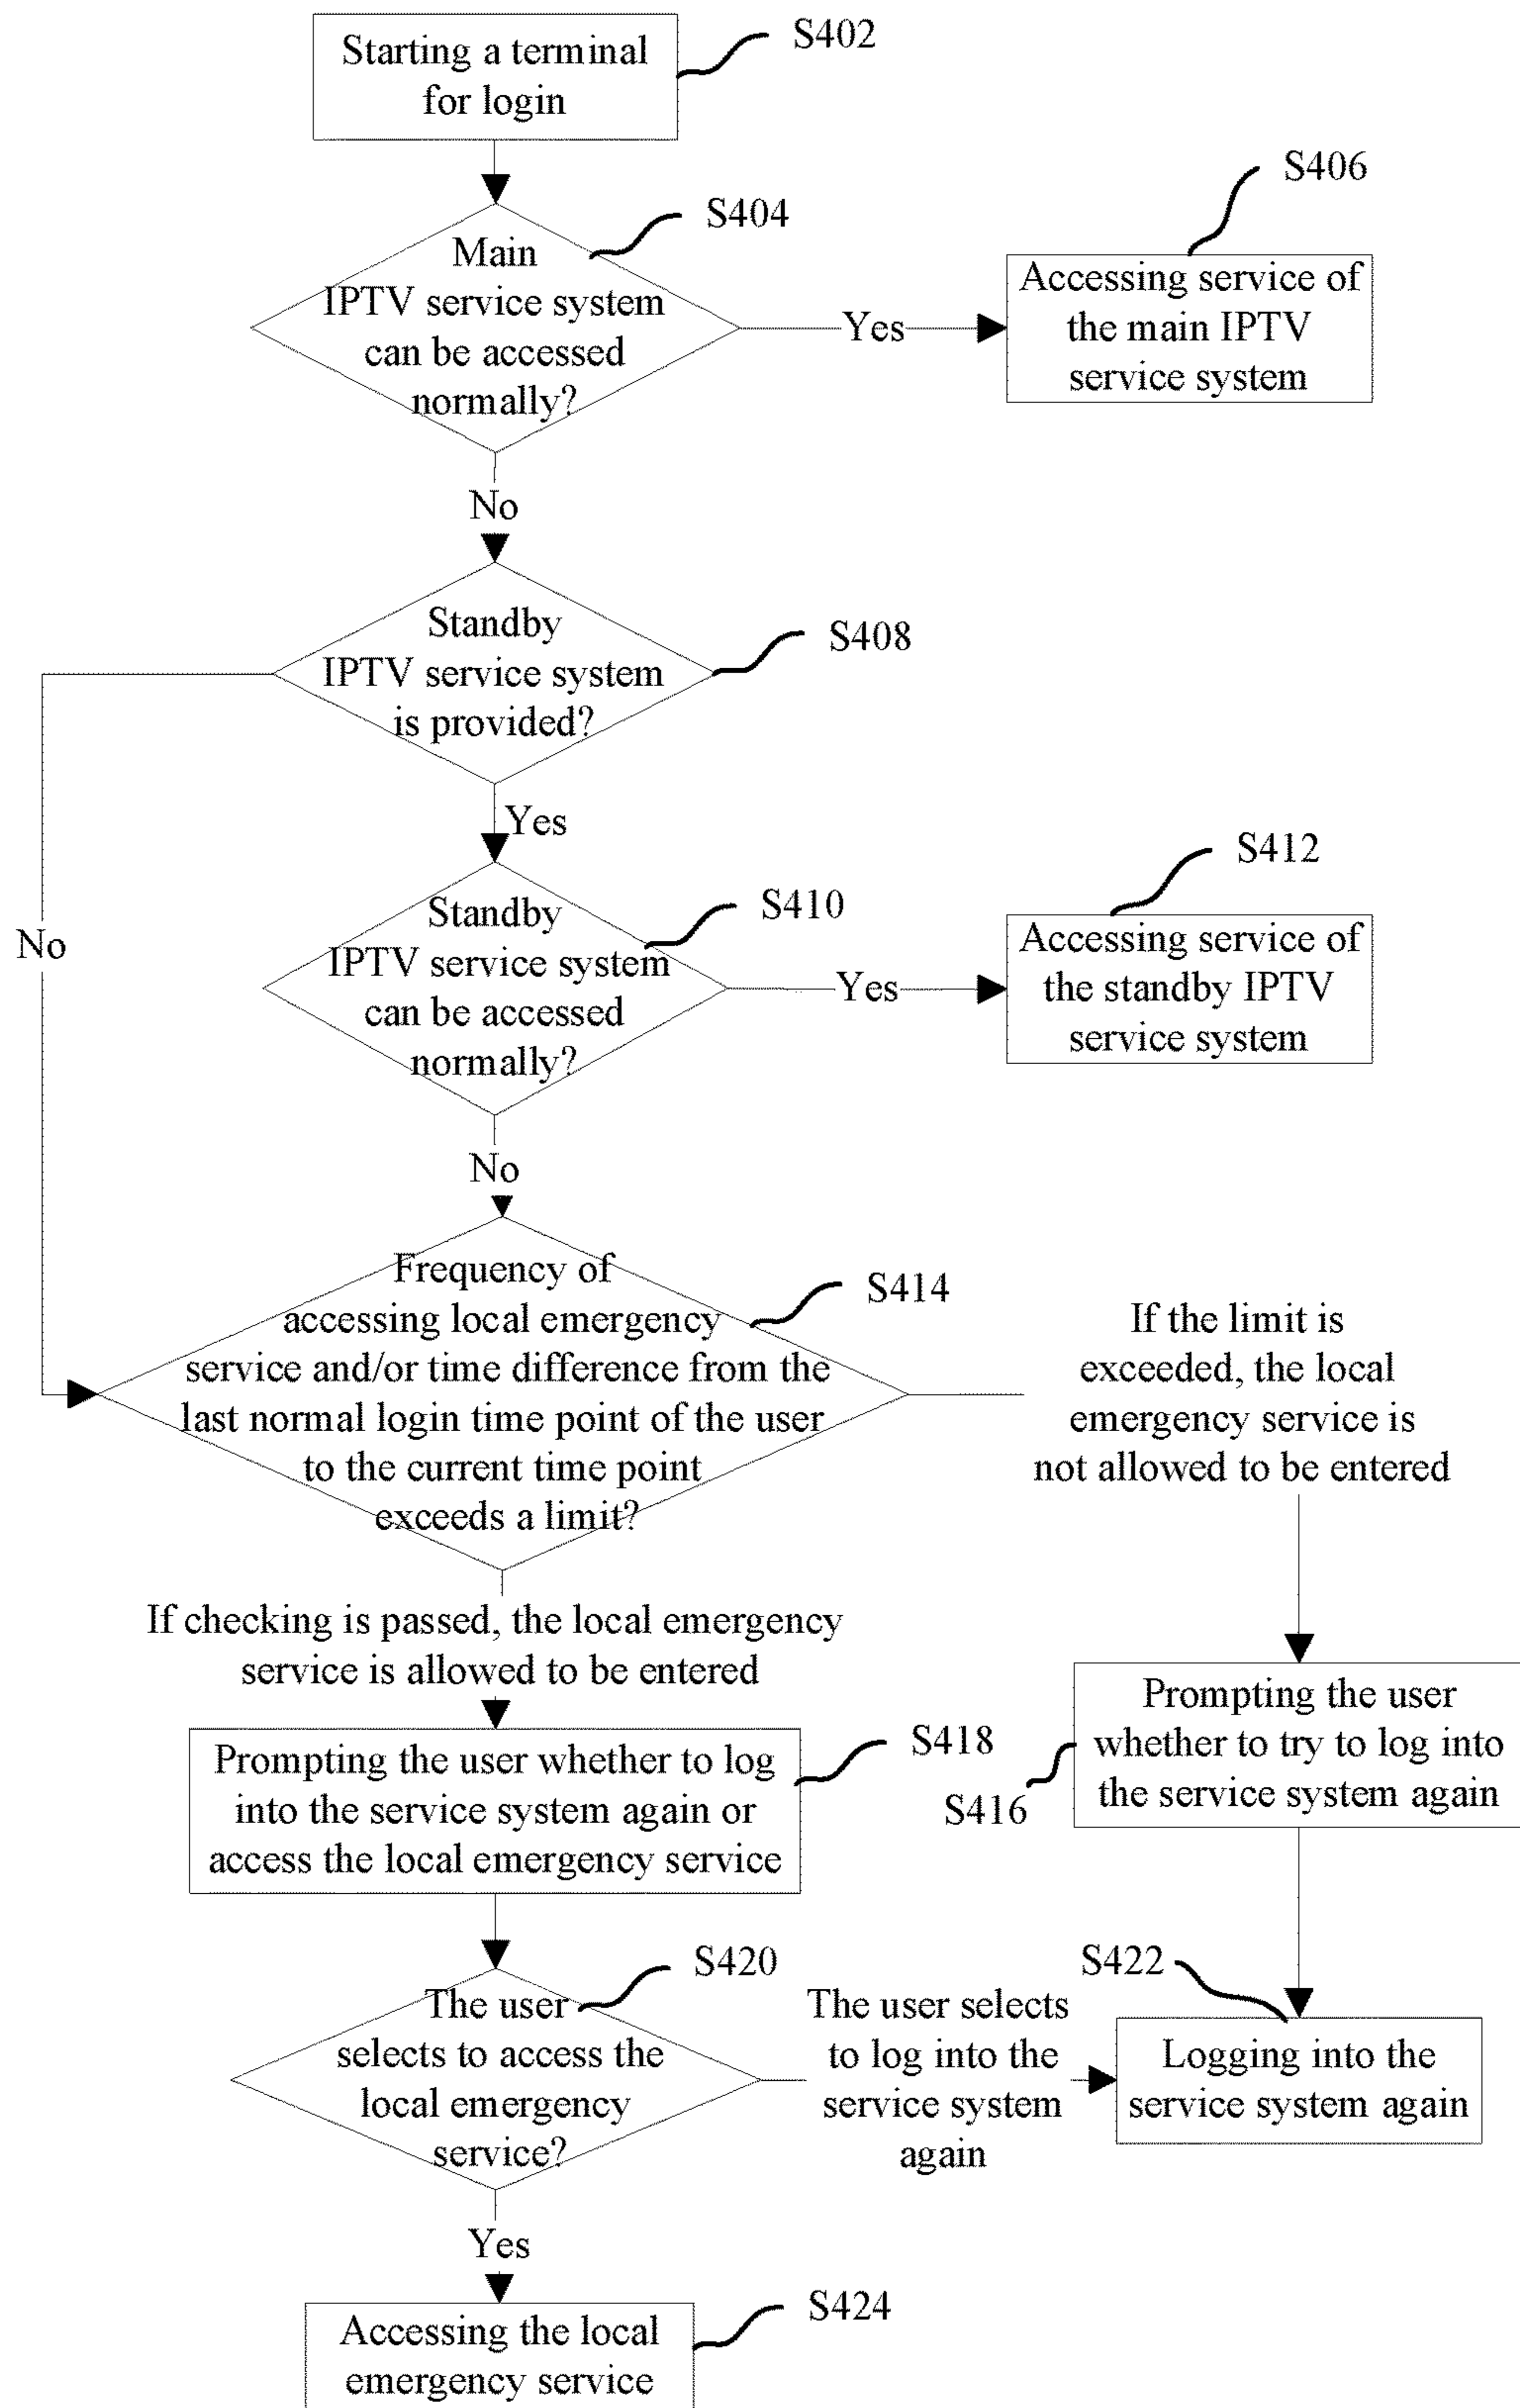 Starting a terminal
for login
S402
S404
Main
IPTV service system
can be accessed
normally?
Yes
S406
Accessing service of
the main IPTV
service system
No
S408
Standby
IPTV service system
is provided?
No
Yes
S410
Standby
IPTV service system
can be accessed
normally?
Yes
S412
Accessing service of
the standby IPTV
service system
No
S414
Frequency of
accessing local emergency
service and/or time difference from the
last normal login time point of the user
to the current time point
exceeds a limit?
If the limit is
exceeded, the local
emergency service is
not allowed to be entered
If checking is passed, the local emergency
service is allowed to be entered
Prompting the user whether to log
into the service system again or
access the local emergency service
S418
S416
Prompting the user
whether to try to log into
the service system again
S420
The user
selects to access the
local emergency
service?
The user selects
to log into the
service system
again
S422
Logging into the
service system again
Yes
S424
Accessing the local
emergency service